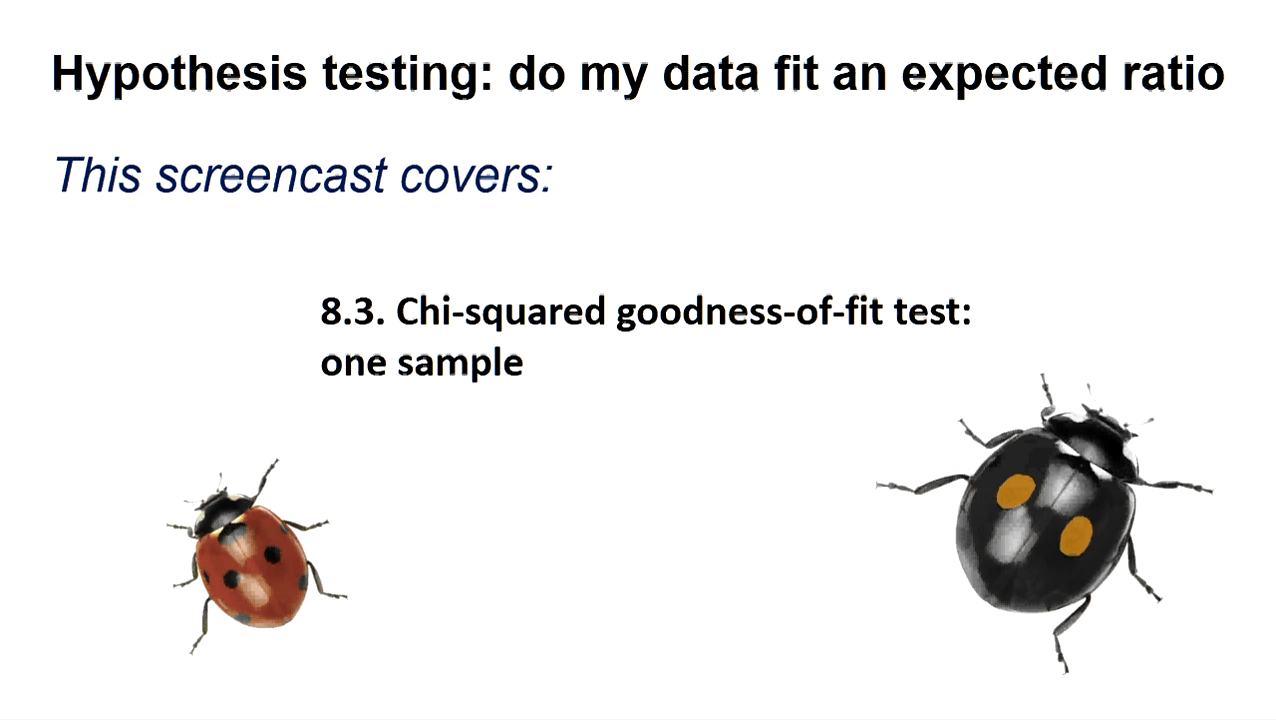 Hypothesis testing: do my data fit an expected ratio
This screencast covers:
8.3. Chi-squared goodness-of-fit test:
one sample